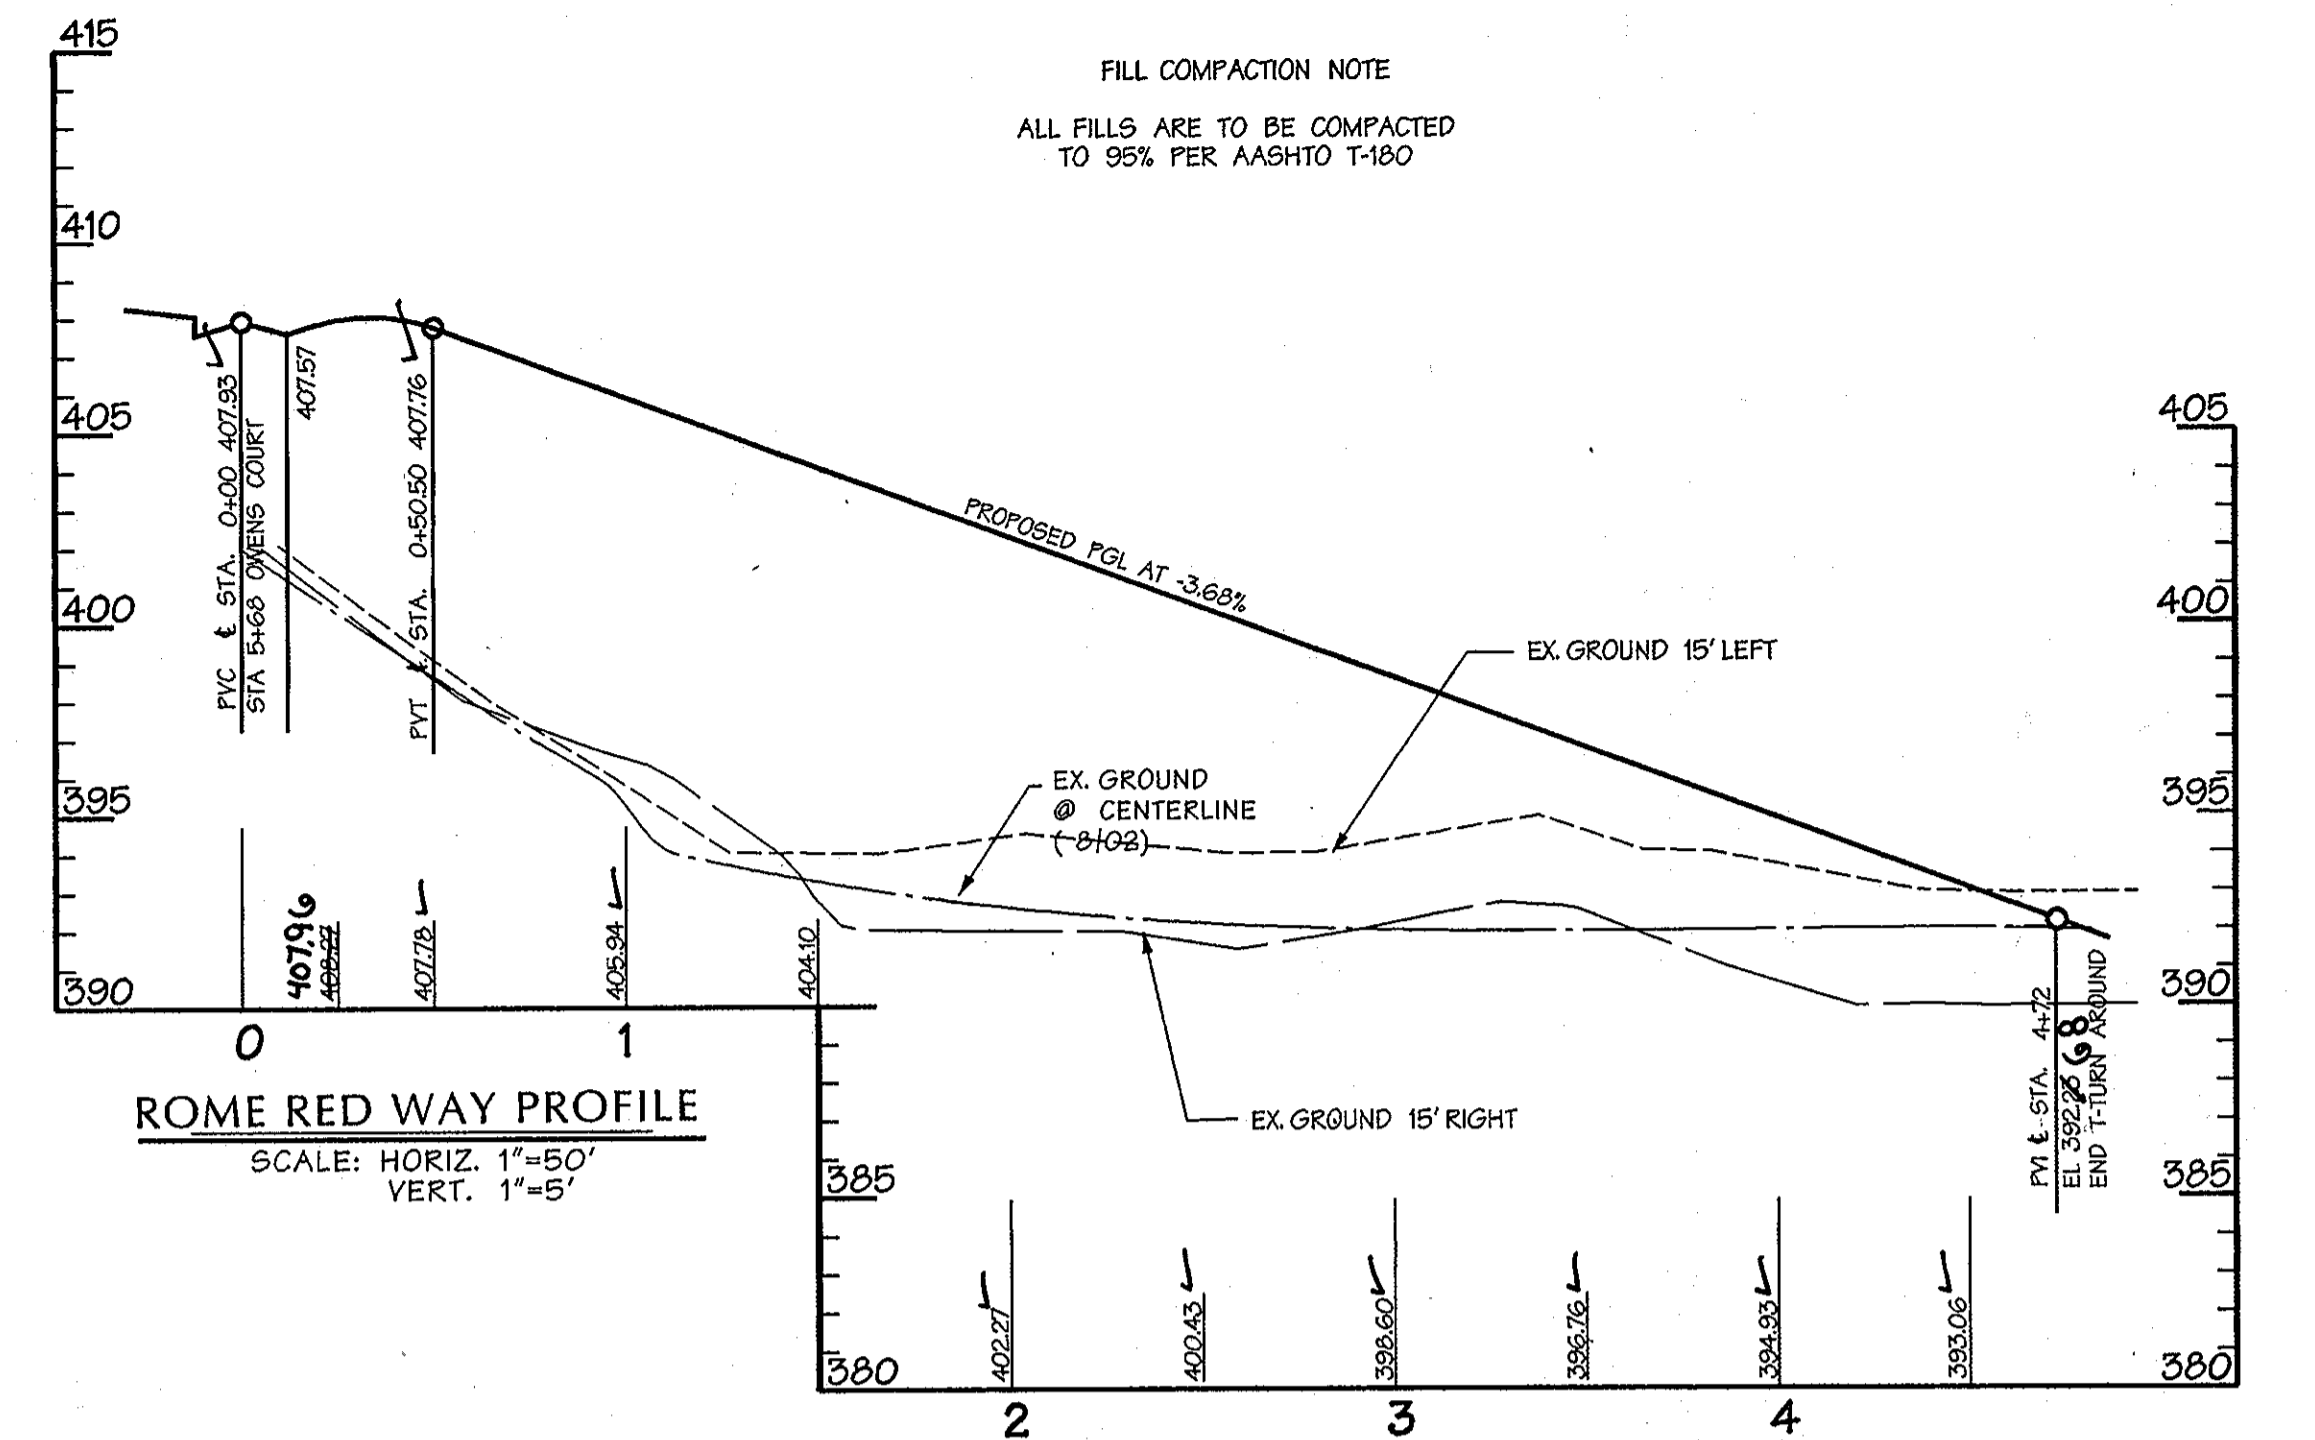 415
FILL COMPACTION NOTE
ALL FILLS ARE TO BE COMPACTED
TO 95% PER AASHTO T-180
410
405
400
395
390
PVC ℄ STA. 0+00 407.93
STA 5+68 OWENS COURT
407.57
PVT STA. 0+50.50 407.76
PROPOSED PGL AT -3.68%
EX. GROUND 15' LEFT
EX. GROUND
@ CENTERLINE
(8/02)
EX. GROUND 15' RIGHT
405
400
395
390
385
380
407.96
408.27
407.78
405.94
404.10
0
1
ROME RED WAY PROFILE
SCALE: HORIZ. 1"=50'
VERT. 1"=5'
385
380
402.27
400.43
398.60
396.76
394.93
393.06
PVI ℄ STA. 4+72
EL 392. 68
END T-TURN AROUND
2
3
4